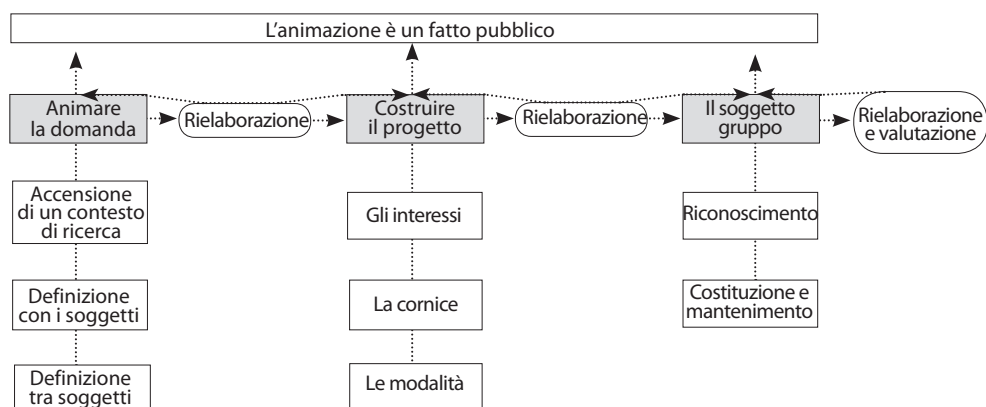 L'animazione è un fatto pubblico
Animare
la domanda
Rielaborazione
Costruire
il progetto
Rielaborazione
Il soggetto
gruppo
Rielaborazione
e valutazione
Accensione
di un contesto
di ricerca
Gli interessi
Riconoscimento
Definizione
con i soggetti
La cornice
Costituzione e
mantenimento
Definizione
tra soggetti
Le modalità